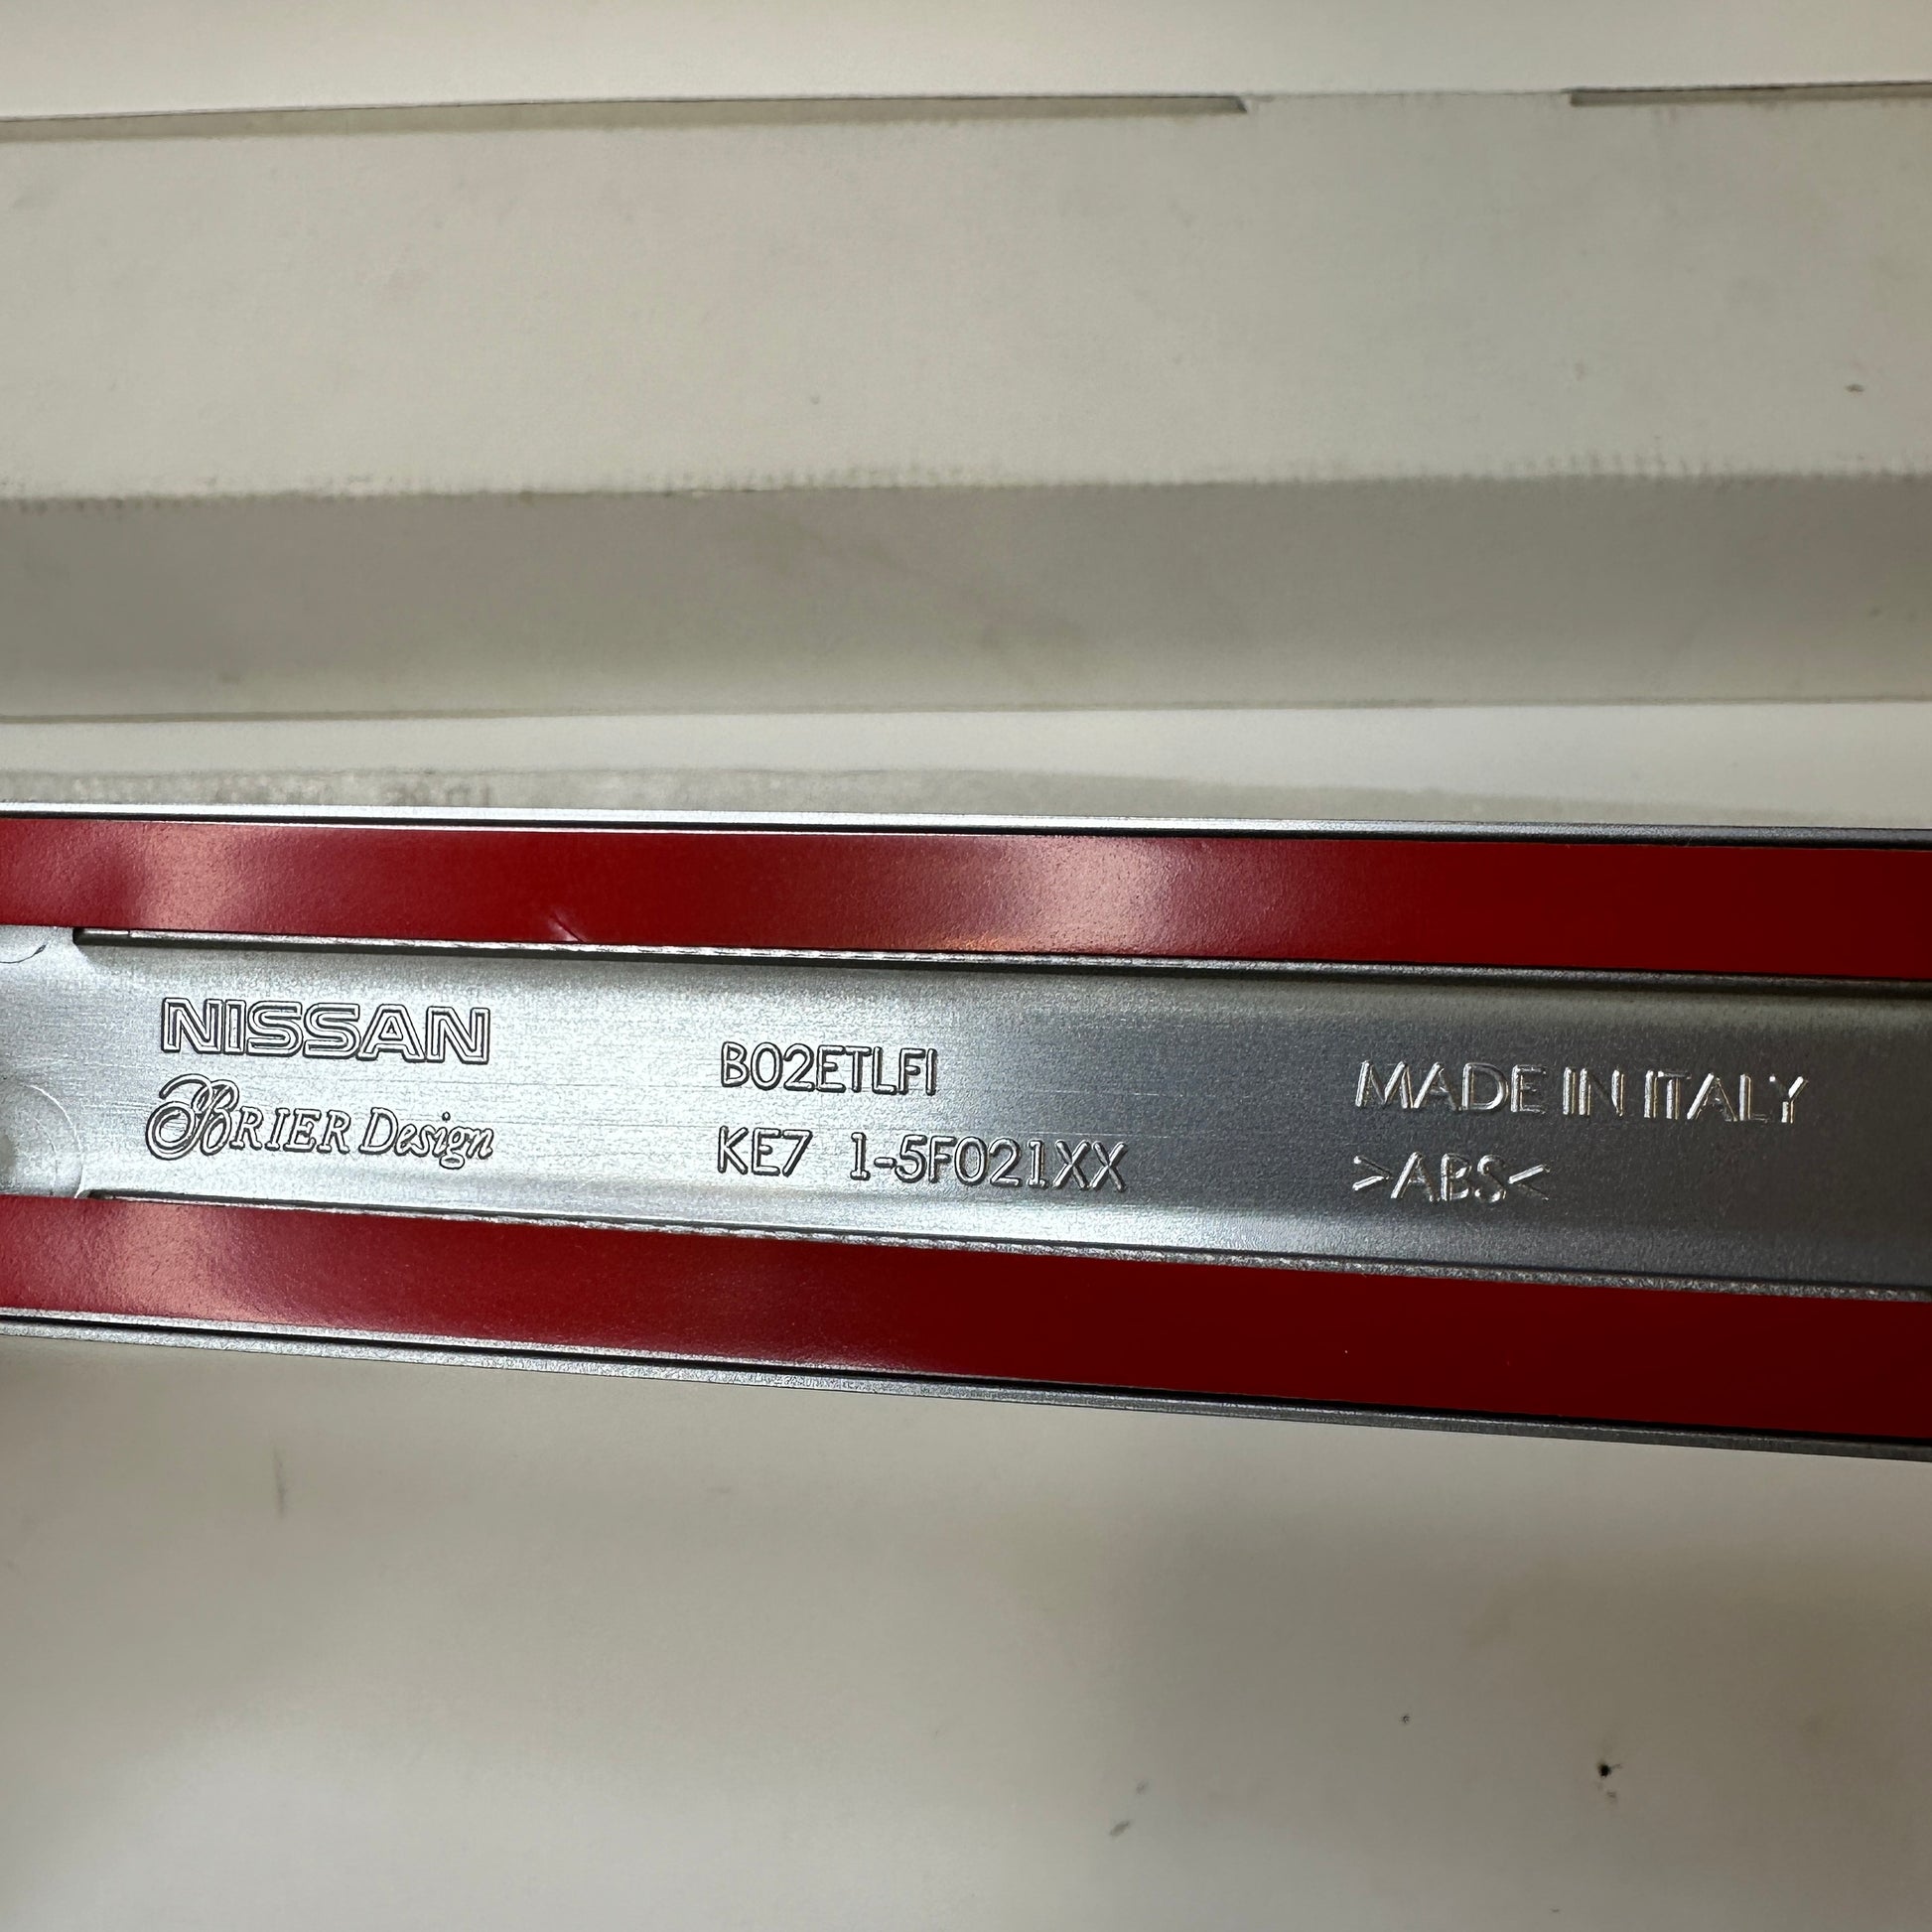 NISSAN
BRIER Design
B02ETLFI
KE7 1-5F021XX
MADE IN ITALY
>ABS<